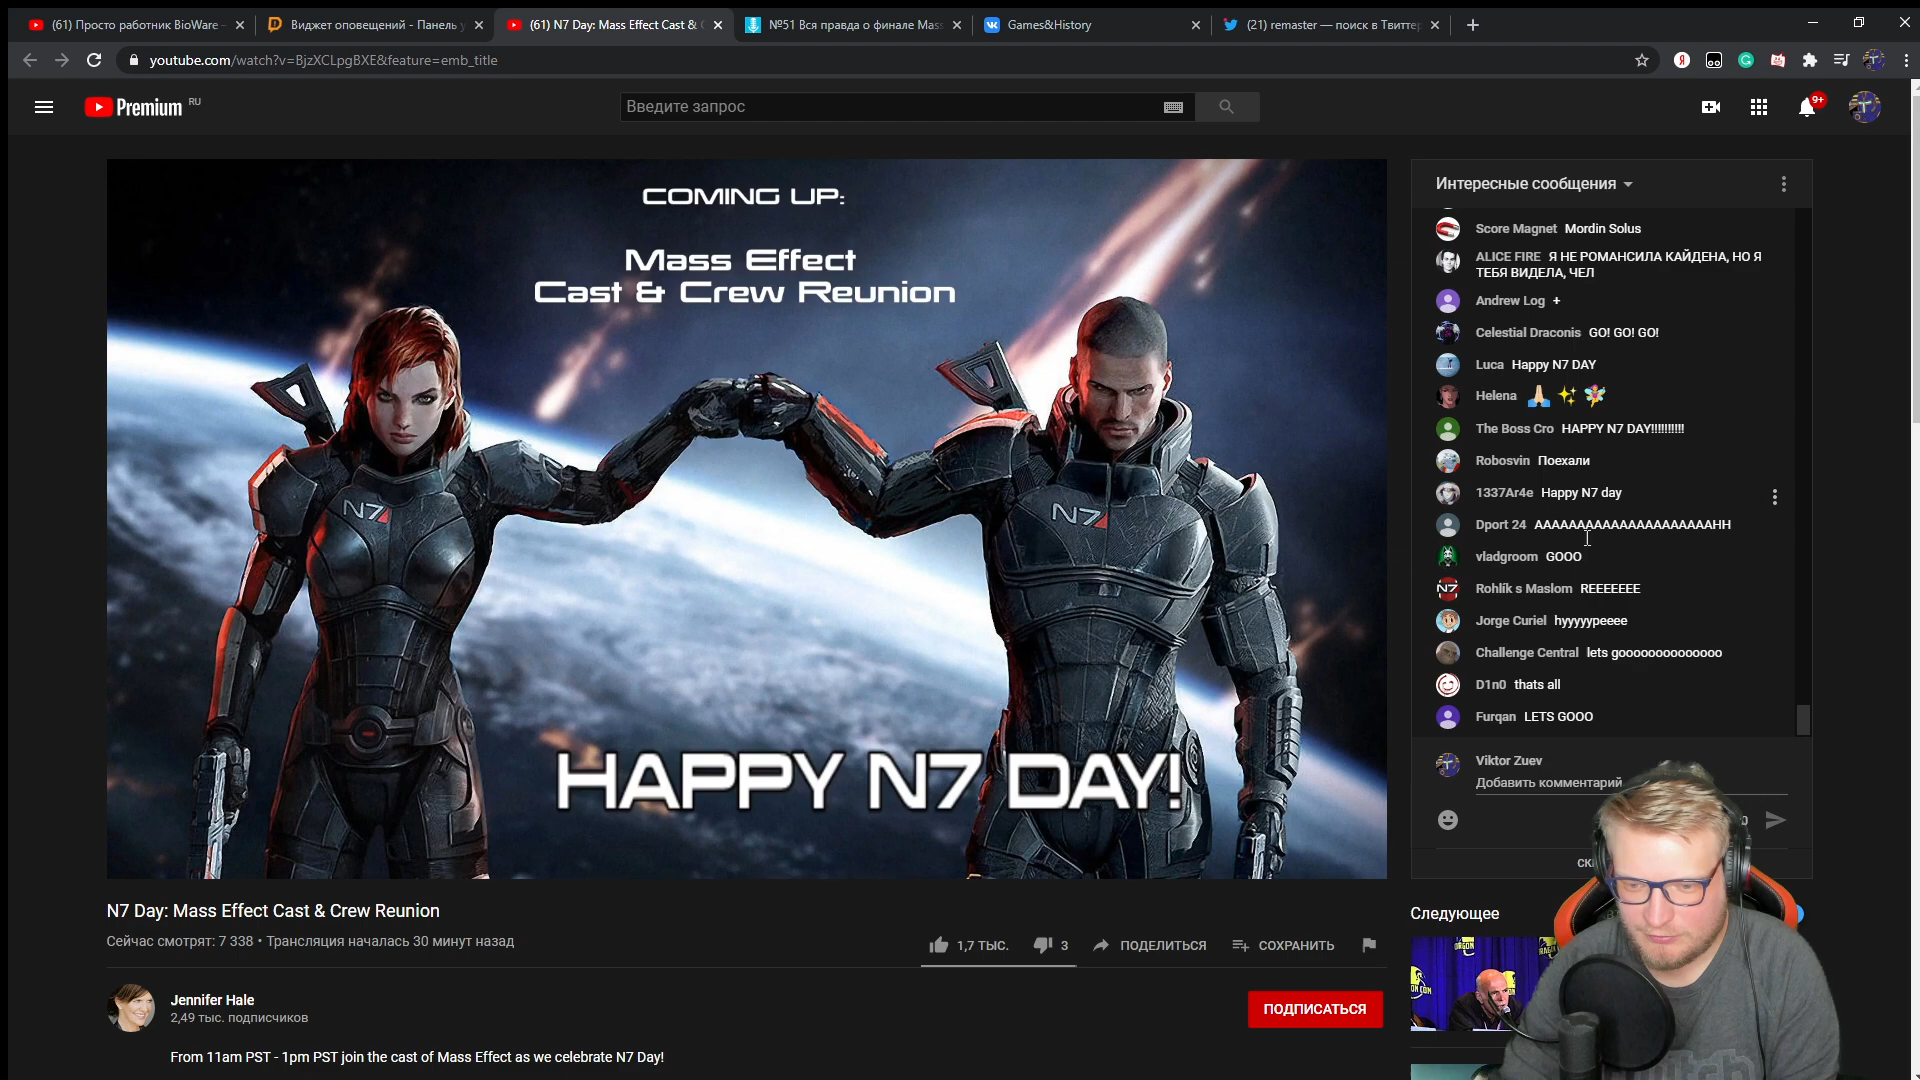 (61) Просто работник BioWare -
Виджет оповещений - Панель у
(61) N7 Day: Mass Effect Cast & C
№51 Вся правда о финале Mass
Games&History
(21) remaster — поиск в Твиттер
youtube.com/watch?v=BjzXCLpgBXE&feature=emb_title
Premium RU
Введите запрос
9+
COMING UP:
Mass Effect
Cast & Crew Reunion
N7
N7
HAPPY N7 DAY!
Интересные сообщения
Score Magnet Mordin Solus
ALICE FIRE Я НЕ РОМАНСИЛА КАЙДЕНА, НО Я
ТЕБЯ ВИДЕЛА, ЧЕЛ
Andrew Log +
Celestial Draconis GO! GO! GO!
Luca Happy N7 DAY
Helena 🙏🏻 ✨ 🧚
The Boss Cro HAPPY N7 DAY!!!!!!!!!!
Robosvin Поехали
1337Ar4e Happy N7 day
Dport 24 AAAAAAAAAAAAAAAAAAAAAHH
vladgroom GOOO
Rohlík s Maslom REEEEEEE
Jorge Curiel hyyyyypeeee
Challenge Central lets goooooooooooooo
D1n0 thats all
Furqan LETS GOOO
Viktor Zuev
Добавить комментарий
N7 Day: Mass Effect Cast & Crew Reunion
Сейчас смотрят: 7 338 • Трансляция началась 30 минут назад
1,7 ТЫС. 3 ПОДЕЛИТЬСЯ СОХРАНИТЬ
Jennifer Hale
2,49 тыс. подписчиков
ПОДПИСАТЬСЯ
From 11am PST - 1pm PST join the cast of Mass Effect as we celebrate N7 Day!
Следующее